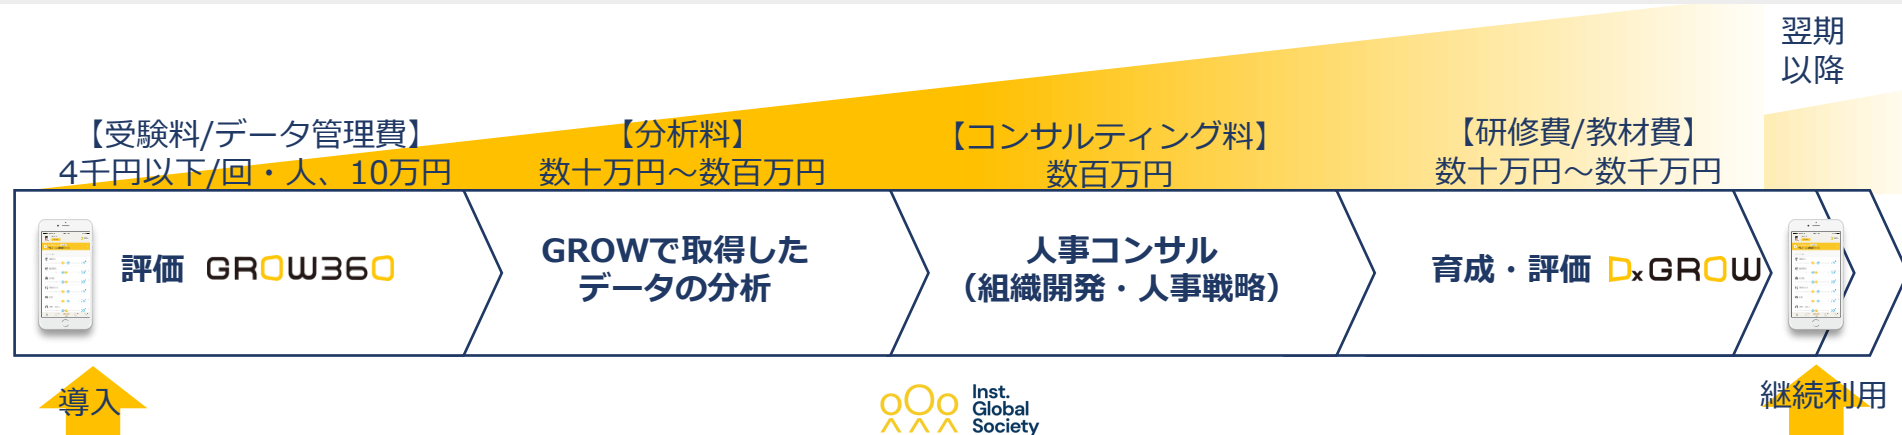 翌期
以降
【受験料/データ管理費】
4千円以下/回・人、10万円
【分析料】
数十万円～数百万円
【コンサルティング料】
数百万円
【研修費/教材費】
数十万円～数千万円
評価 GROW360
GROWで取得した
データの分析
人事コンサル
（組織開発・人事戦略）
育成・評価 DxGROW
導入
継続利用
Inst.
Global
Society